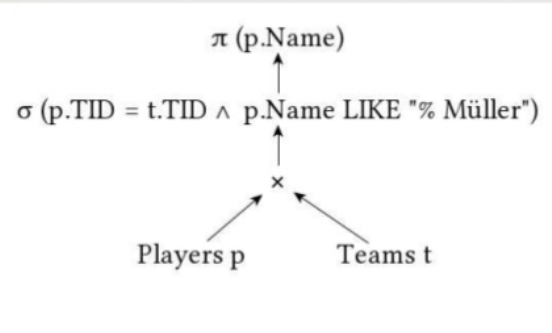 π (p.Name)
σ (p.TID = t.TID ∧ p.Name LIKE "% Müller")
×
Players p Teams t